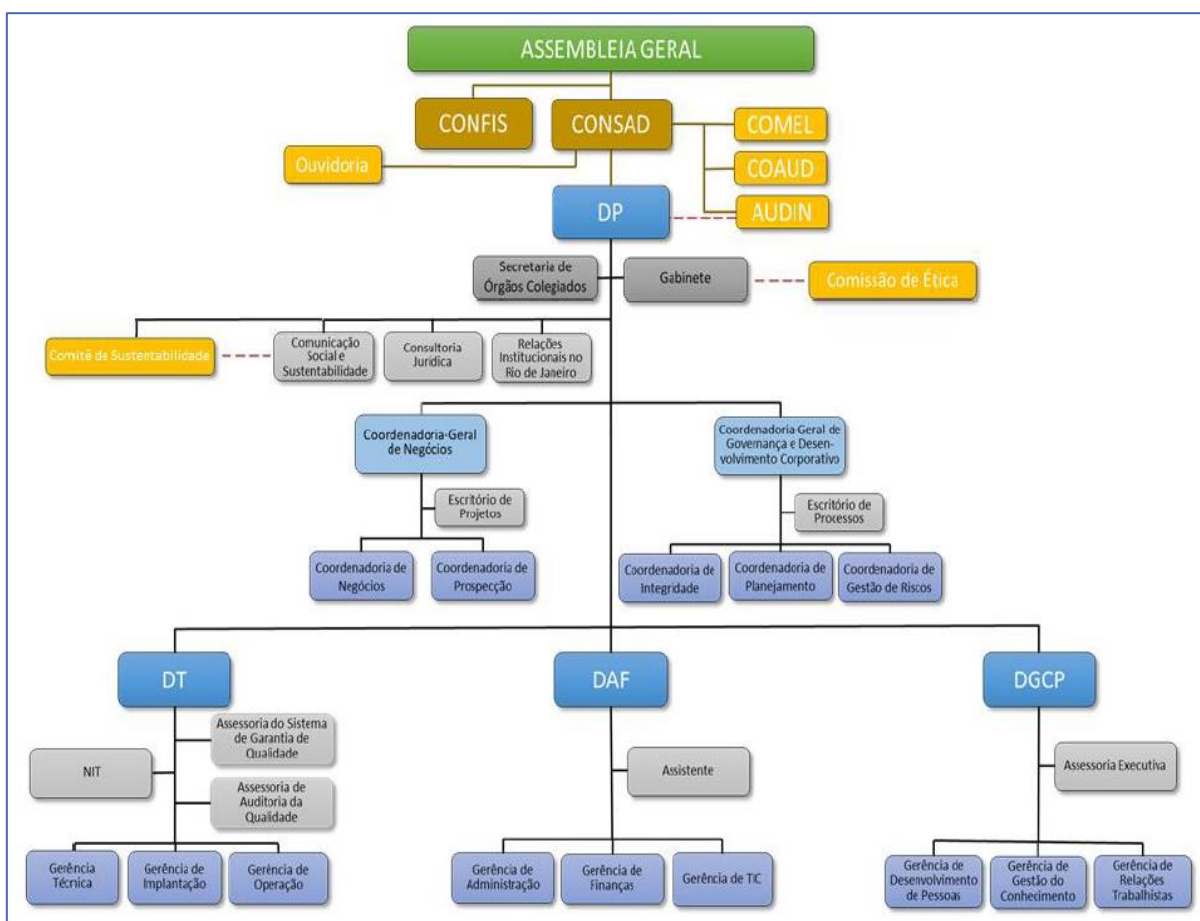 ASSEMBLEIA GERAL
CONFIS
CONSAD
COMEL
Ouvidoria
COAUD
DP
AUDIN
Secretaria de
Órgãos Colegiados
Gabinete
Comissão de Ética
Comitê de Sustentabilidade
Comunicação
Social e
Sustentabilidade
Consultoria
Jurídica
Relações
Institucionais no
Rio de Janeiro
Coordenadoria-Geral
de Negócios
Coordenadoria-Geral de
Governança e Desen-
volvimento Corporativo
Escritório de
Projetos
Escritório de
Processos
Coordenadoria de
Negócios
Coordenadoria de
Prospecção
Coordenadoria de
Integridade
Coordenadoria de
Planejamento
Coordenadoria de
Gestão de Riscos
DT
DAF
DGCP
Assessoria do Sistema
de Garantia de
Qualidade
NIT
Assessoria de
Auditoria da
Qualidade
Assistente
Assessoria Executiva
Gerência
Técnica
Gerência de
Implantação
Gerência de
Operação
Gerência de
Administração
Gerência de
Finanças
Gerência de TIC
Gerência de
Desenvolvimento
de Pessoas
Gerência de
Gestão do
Conhecimento
Gerência de
Relações
Trabalhistas